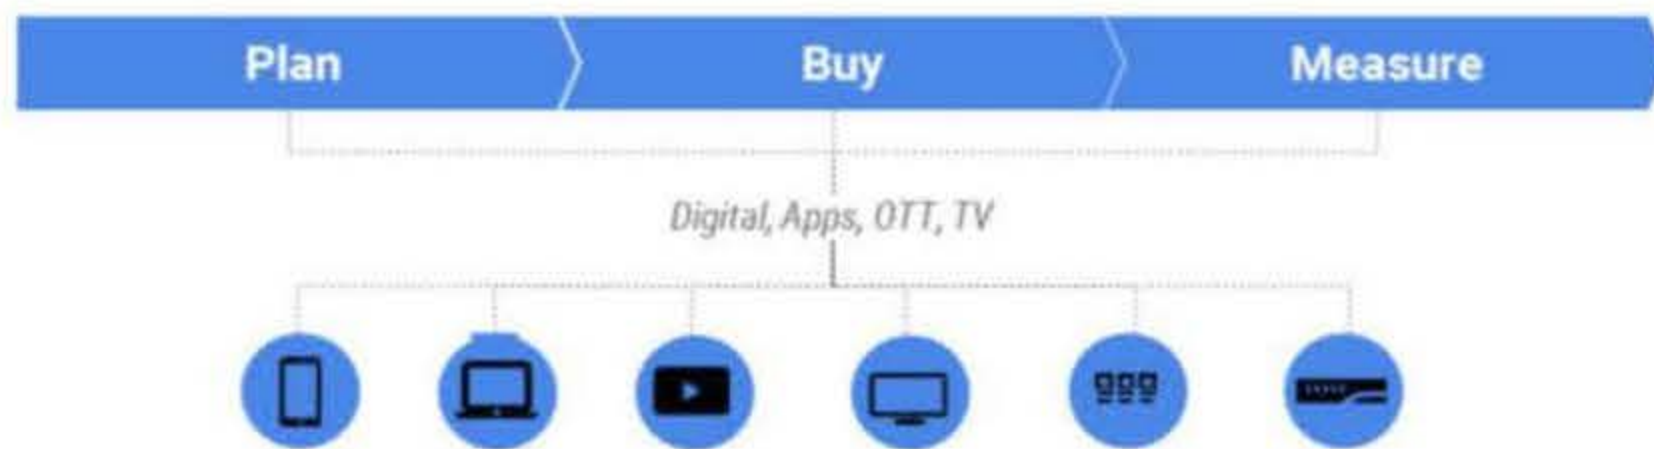 Plan
Buy
Measure
Digital, Apps, OTT, TV